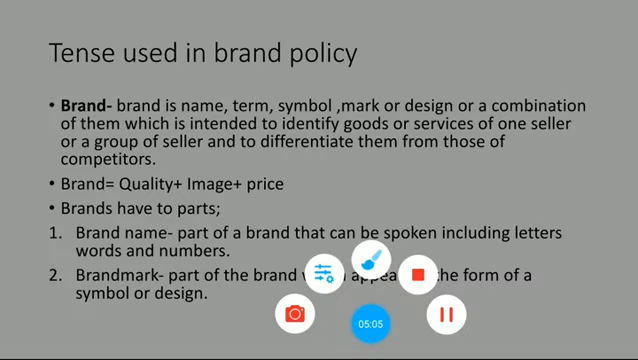 Tense used in brand policy
• Brand- brand is name, term, symbol ,mark or design or a combination
of them which is intended to identify goods or services of one seller
or a group of seller and to differentiate them from those of
competitors.
• Brand= Quality+ Image+ price
• Brands have to parts;
1. Brand name- part of a brand that can be spoken including letters
words and numbers.
2. Brandmark- part of the brand the form of a
symbol or design.
05:05